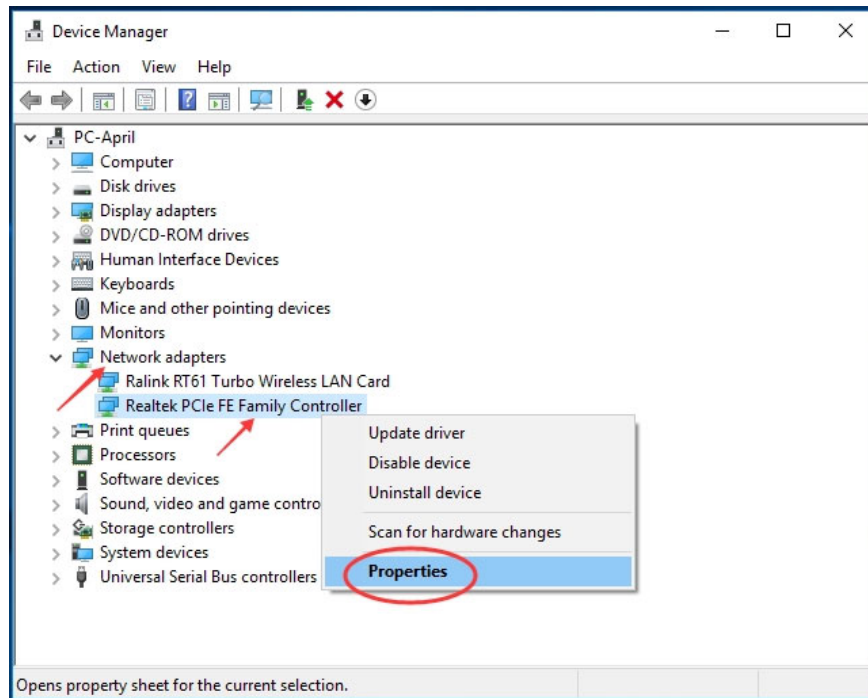 Device Manager
File Action View Help
PC-April
Computer
Disk drives
Display adapters
DVD/CD-ROM drives
Human Interface Devices
Keyboards
Mice and other pointing devices
Monitors
Network adapters
Ralink RT61 Turbo Wireless LAN Card
Realtek PCIe FE Family Controller
Print queues
Processors
Software devices
Sound, video and game contro
Storage controllers
System devices
Universal Serial Bus controllers
Update driver
Disable device
Uninstall device
Scan for hardware changes
Properties
Opens property sheet for the current selection.